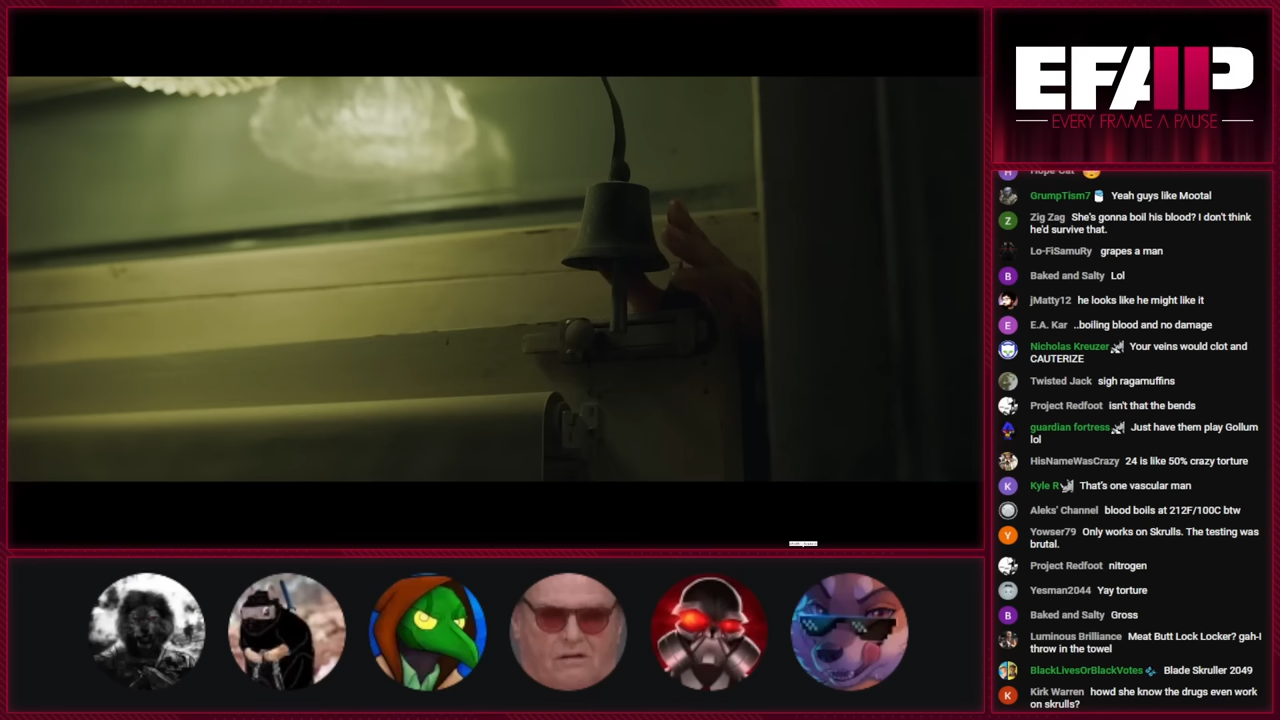 EFAP
EVERY FRAME A PAUSE
Hope Cat
GrumpTism7 Yeah guys like Mootal
Zig Zag She's gonna boil his blood? I don't think
he'd survive that.
Lo-FiSamuRy grapes a man
Baked and Salty Lol
jMatty12 he looks like he might like it
E.A. Kar ..boiling blood and no damage
Nicholas Kreuzer Your veins would clot and
CAUTERIZE
Twisted Jack sigh ragamuffins
Project Redfoot isn't that the bends
guardian fortress Just have them play Gollum
lol
HisNameWasCrazy 24 is like 50% crazy torture
Kyle R That's one vascular man
Aleks' Channel blood boils at 212F/100C btw
Yowser79 Only works on Skrulls. The testing was
brutal.
Project Redfoot nitrogen
Yesman2044 Yay torture
Baked and Salty Gross
Luminous Brilliance Meat Butt Lock Locker? gah-I
throw in the towel
BlackLivesOrBlackVotes Blade Skruller 2049
Kirk Warren howd she know the drugs even work
on skrulls?